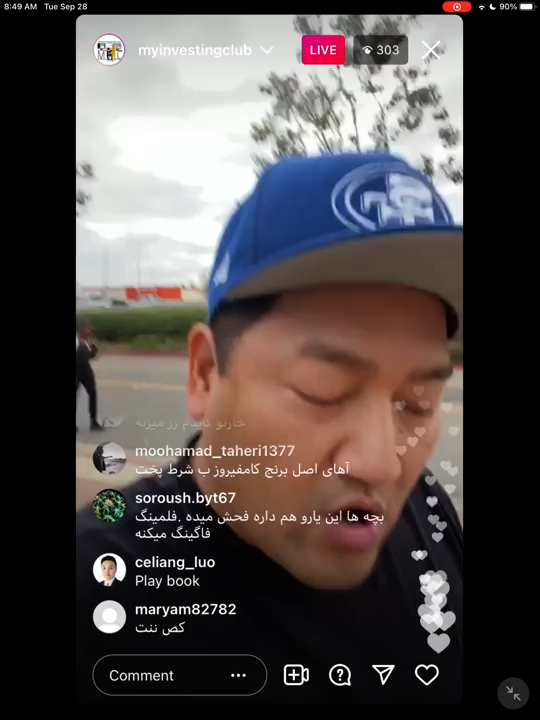 8:49 AM Tue Sep 28
90%
myinvestingclub
LIVE
303
moohamad_taheri1377
آهای اصل برنج کامفیروز ب شرط پخت
soroush.byt67
بچه ها این یارو هم داره فحش میده .فلمینگ
فاگینگ میکنه
celiang_luo
Play book
maryam82782
کص ننت
Comment